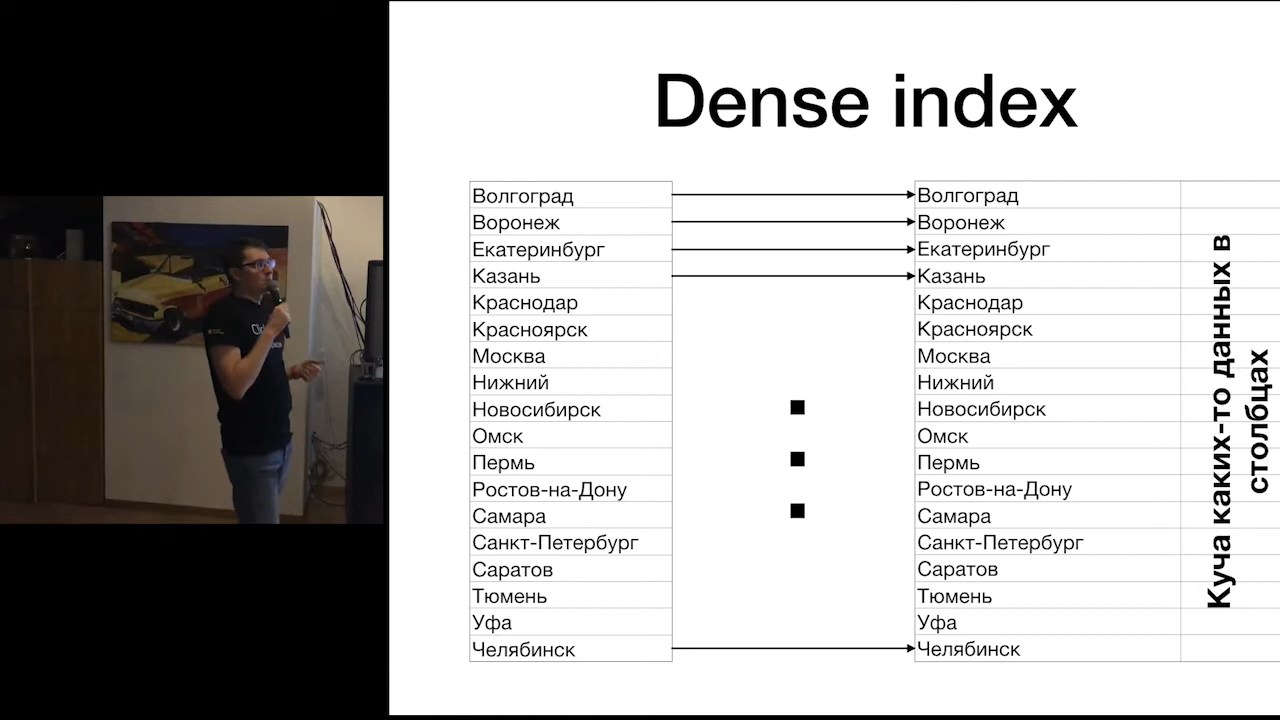 Dense index
Волгоград
Воронеж
Екатеринбург
Казань
Краснодар
Красноярск
Москва
Нижний
Новосибирск
Омск
Пермь
Ростов-на-Дону
Самара
Санкт-Петербург
Саратов
Тюмень
Уфа
Челябинск
Волгоград
Воронеж
Екатеринбург
Казань
Краснодар
Красноярск
Москва
Нижний
Новосибирск
Омск
Пермь
Ростов-на-Дону
Самара
Санкт-Петербург
Саратов
Тюмень
Уфа
Челябинск
Куча каких-то данных в
столбцах